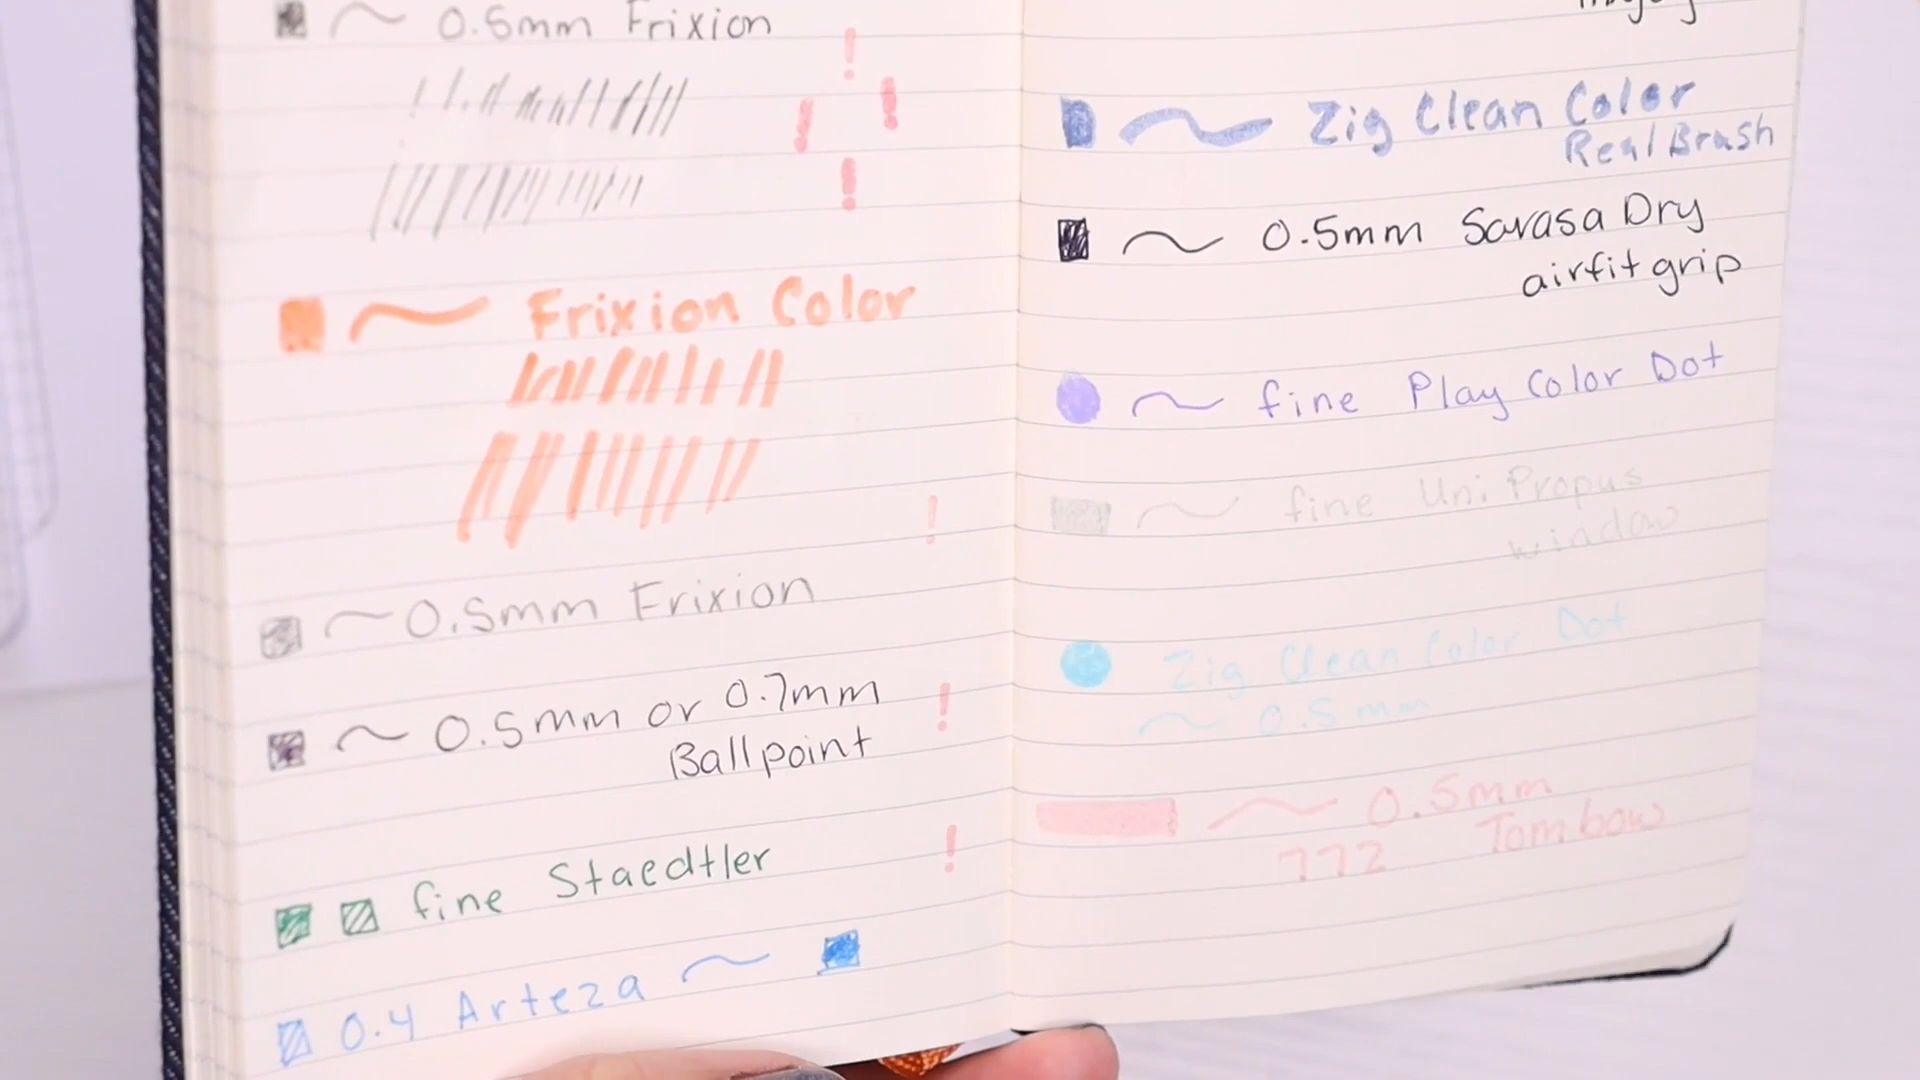 0.5mm Frixion
!
!
!
!
Frixion Color
!
0.5mm Frixion
0.5mm or 0.7mm
Ballpoint
!
fine Staedtler
!
0.4 Arteza
Zig Clean Color
Real Brush
0.5mm Sarasa Dry
airfit grip
fine Play Color Dot
fine Uni Propus
window
Zig Clean Color Dot
0.5mm
0.5mm
772 Tombow